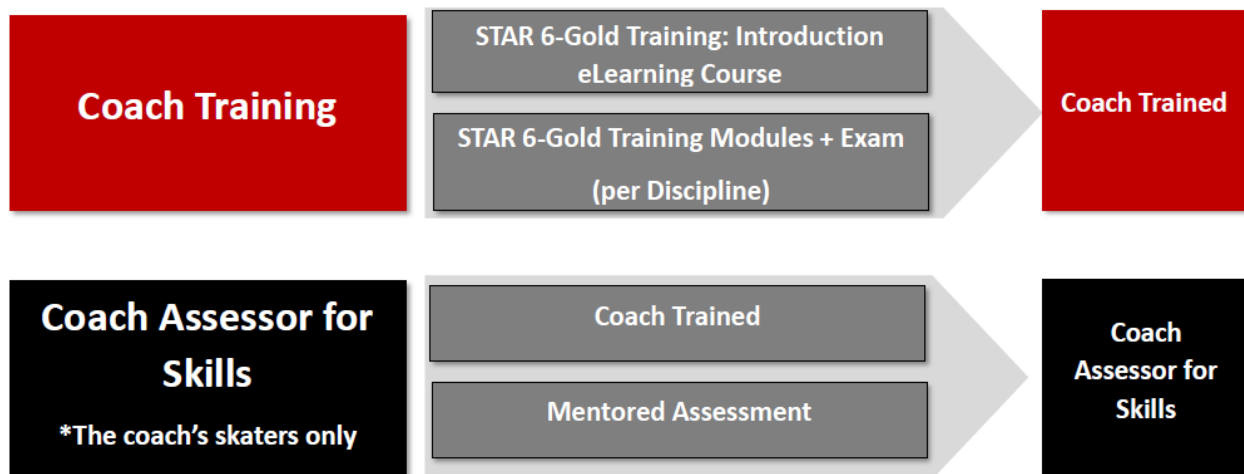 Coach Training
STAR 6-Gold Training: Introduction
eLearning Course
STAR 6-Gold Training Modules + Exam
(per Discipline)
Coach Trained
Coach Assessor for
Skills
*The coach's skaters only
Coach Trained
Mentored Assessment
Coach
Assessor for
Skills